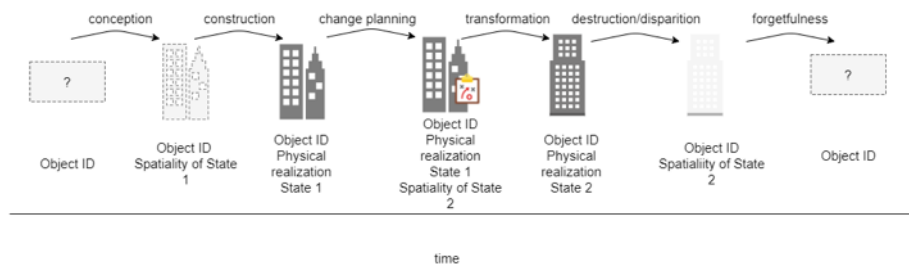 conception
construction
change planning
transformation
destruction/disparition
forgetfulness
?
?
Object ID
Object ID
Spatiality of State
1
Object ID
Physical
realization
State 1
Object ID
Physical
realization
State 1
Spatiality of State
2
Object ID
Physical
realization
State 2
Object ID
Spatialiity of State
2
Object ID
time